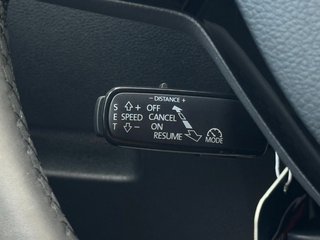 - DISTANCE +
S + OFF
E SPEED CANCEL
T - ON
RESUME
MODE